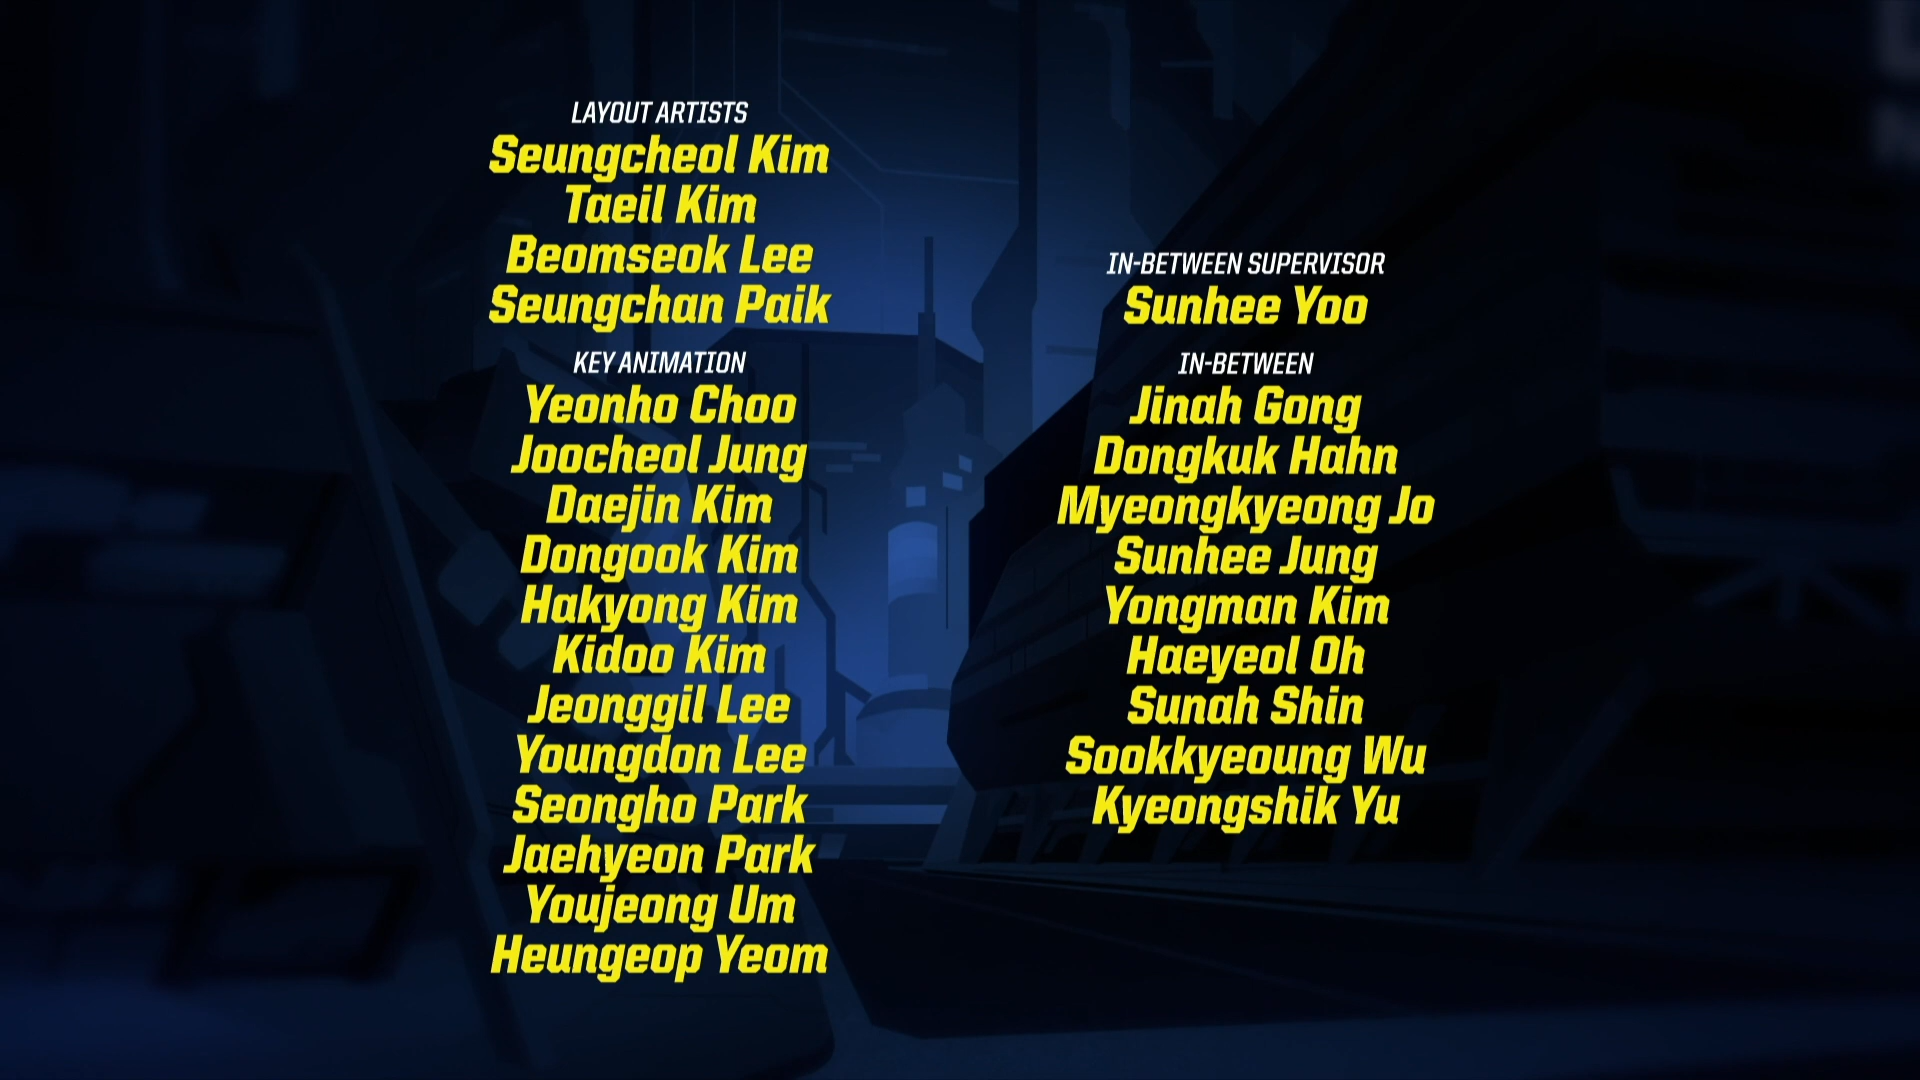 LAYOUT ARTISTS
Seungcheol Kim
Taeil Kim
Beomseok Lee
Seungchan Paik
KEY ANIMATION
Yeonho Choo
Joocheol Jung
Daejin Kim
Dongook Kim
Hakyong Kim
Kidoo Kim
Jeonggil Lee
Youngdon Lee
Seongho Park
Jaehyeon Park
Youjeong Um
Heungeop Yeom
IN-BETWEEN SUPERVISOR
Sunhee Yoo
IN-BETWEEN
Jinah Gong
Dongkuk Hahn
Myeongkyeong Jo
Sunhee Jung
Yongman Kim
Haeyeol Oh
Sunah Shin
Sookkyeoung Wu
Kyeongshik Yu